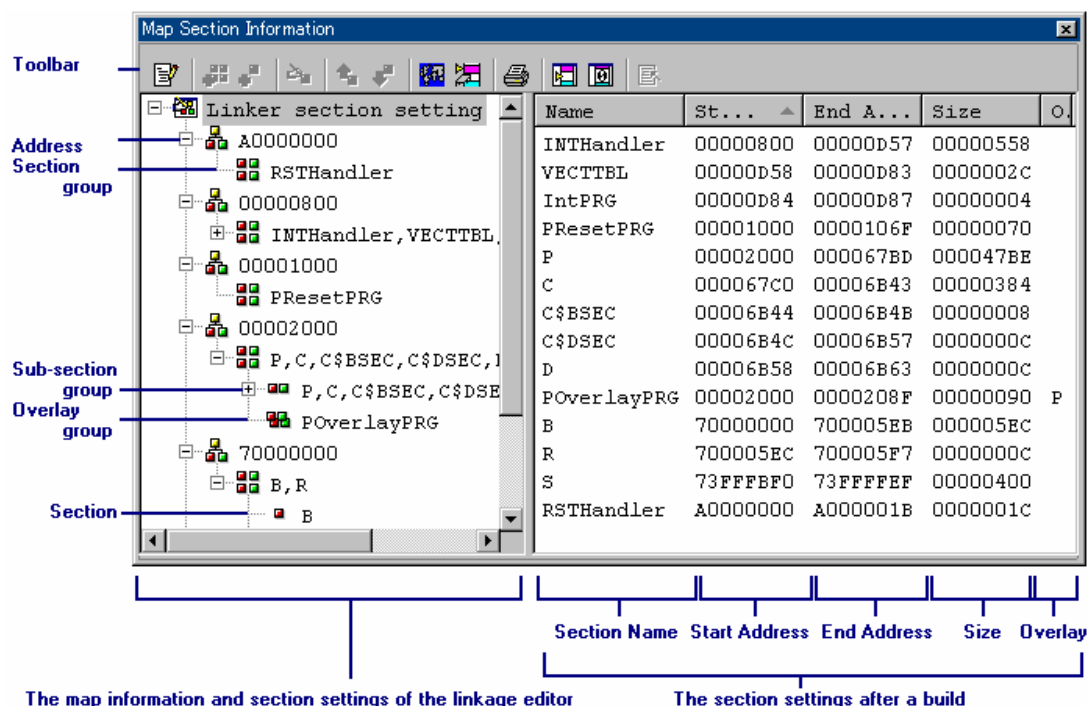 Map Section Information
Toolbar
Linker section setting
Address
Section
group
A0000000
RSTHandler
00000800
INTHandler,VECTTBL,
00001000
PResetPRG
00002000
P,C,C$BSEC,C$DSEC,
Sub-section
group
P,C,C$BSEC,C$DSE
Overlay
group
POverlayPRG
70000000
B,R
Section
B
Name St... End A... Size O.
INTHandler 00000800 00000D57 00000558
VECTTBL 00000D58 00000D83 0000002C
IntPRG 00000D84 00000D87 00000004
PResetPRG 00001000 0000106F 00000070
P 00002000 000067BD 000047BE
C 000067C0 00006B43 00000384
C$BSEC 00006B44 00006B4B 00000008
C$DSEC 00006B4C 00006B57 0000000C
D 00006B58 00006B63 0000000C
POverlayPRG 00002000 0000208F 00000090 P
B 70000000 700005EB 000005EC
R 700005EC 700005F7 0000000C
S 73FFFBF0 73FFFFEF 00000400
RSTHandler A0000000 A000001B 0000001C
Section Name Start Address End Address Size Overlay
The map information and section settings of the linkage editor
The section settings after a build